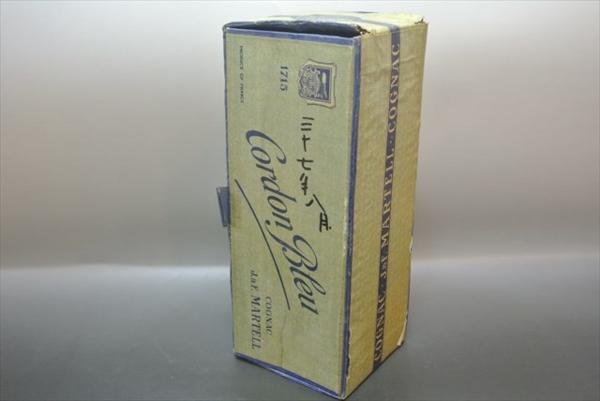 PRODUCE OF FRANCE
1715
三十七年八月
Cordon Bleu
COGNAC
J.&F. MARTELL
COGNAC · J.&F. MARTELL · COGNAC